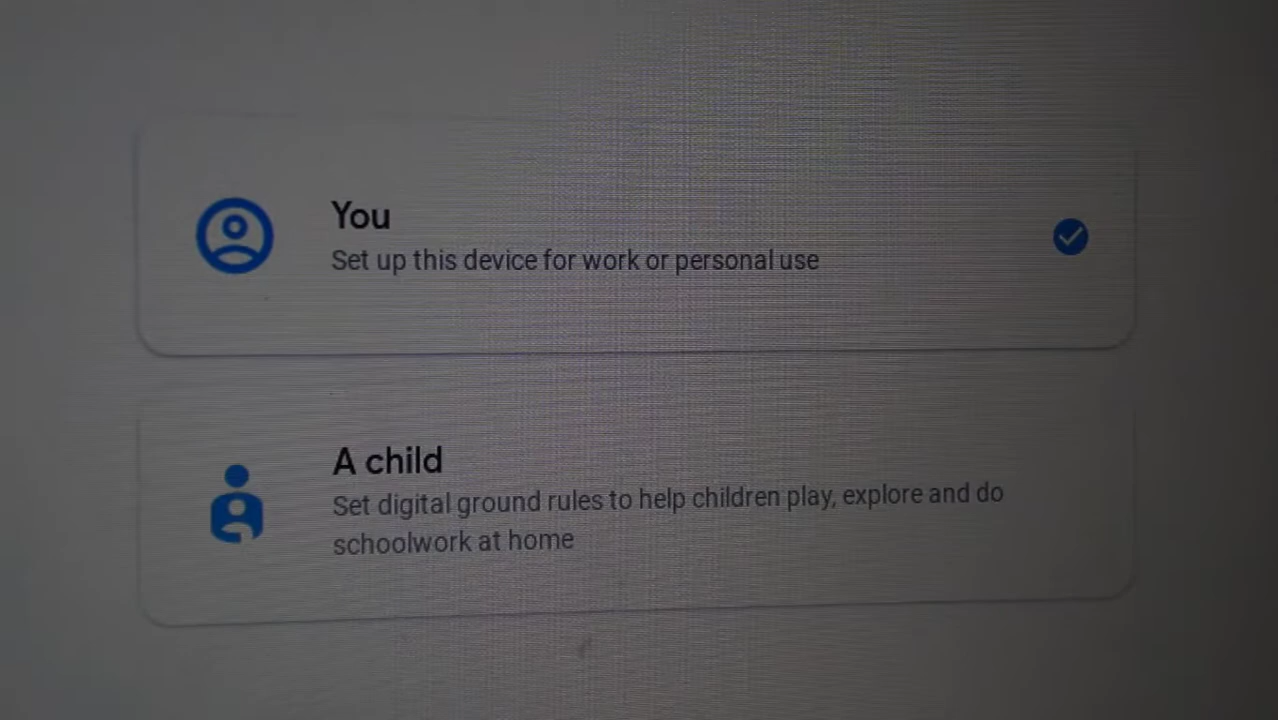 You
Set up this device for work or personal use
A child
Set digital ground rules to help children play, explore and do
schoolwork at home